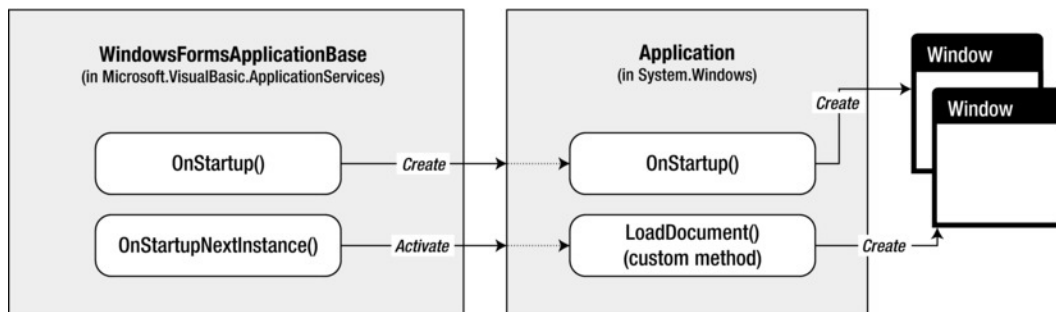 WindowsFormsApplicationBase
(in Microsoft.VisualBasic.ApplicationServices)
OnStartup()
Create
OnStartupNextInstance()
Activate
Application
(in System.Windows)
OnStartup()
Create
LoadDocument()
(custom method)
Create
Window
Window